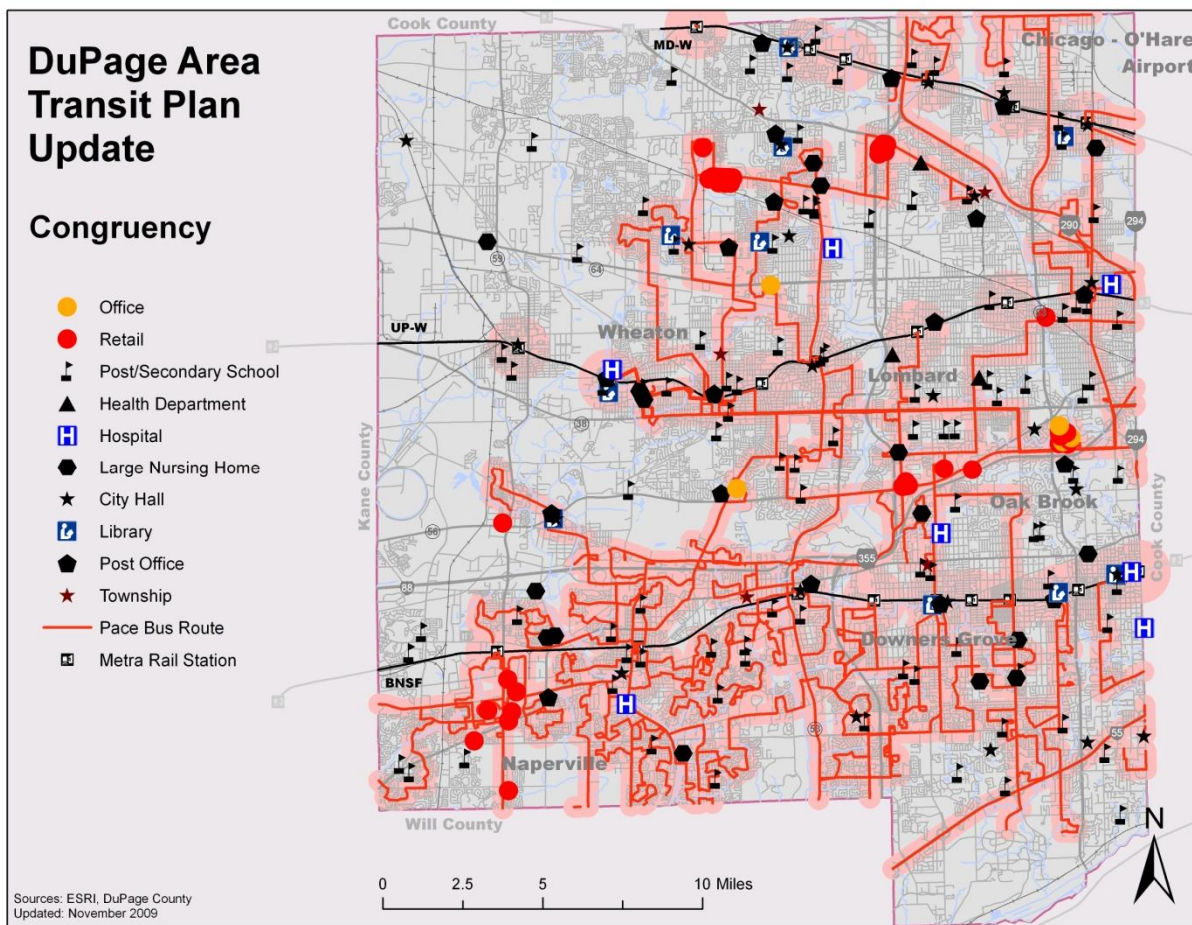 DuPage Area
Transit Plan
Update
Congruency
Office
Retail
Post/Secondary School
Health Department
Hospital
Large Nursing Home
City Hall
Library
Post Office
Township
Pace Bus Route
Metra Rail Station
Sources: ESRI, DuPage County
Updated: November 2009
Cook County
MD-W
Chicago - O'Hare
Airport
290
294
59
64
UP-W
Wheaton
83
Lombard
38
294
Kane County
Oak Brook
56
355
Cook County
88
Downers Grove
BNSF
53
55
Naperville
Will County
N
0 2.5 5 10 Miles